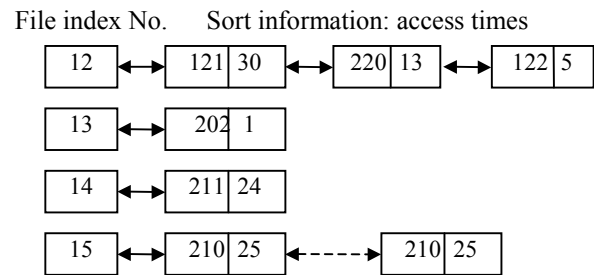 File index No. Sort information: access times
12 121 30 220 13 122 5
13 202 1
14 211 24
15 210 25 210 25